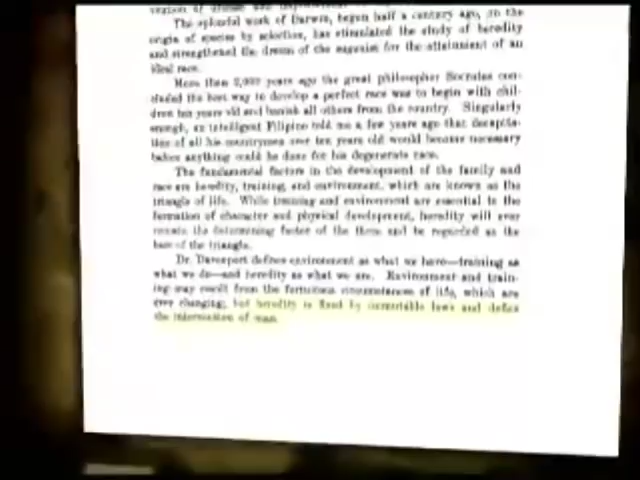 The splendid work of Darwin, begun half a century ago, on the
origin of species by selection, has stimulated the study of heredity
and strengthened the dream of the eugenist for the attainment of an
ideal race.
More than 2,000 years ago the great philosopher Socrates con-
cluded the best way to develop a perfect race was to begin with chil-
dren ten years old and banish all others from the country. Singularly
enough, an intelligent Filipino told me a few years ago that decapita-
tion of all his countrymen over ten years old would become necessary
before anything could be done for his degenerate race.
The fundamental factors in the development of the family and
race are heredity, training, and environment, which are known as the
triangle of life. While training and environment are essential to the
formation of character and physical development, heredity will ever
remain the determining factor of the three and be regarded as the
base of the triangle.
Dr. Davenport defines environment as what we have—training as
what we do—and heredity as what we are. Environment and train-
ing may result from the fortuitous circumstances of life, which are
ever changing; but heredity is fixed by immutable laws and defies
the intervention of man.